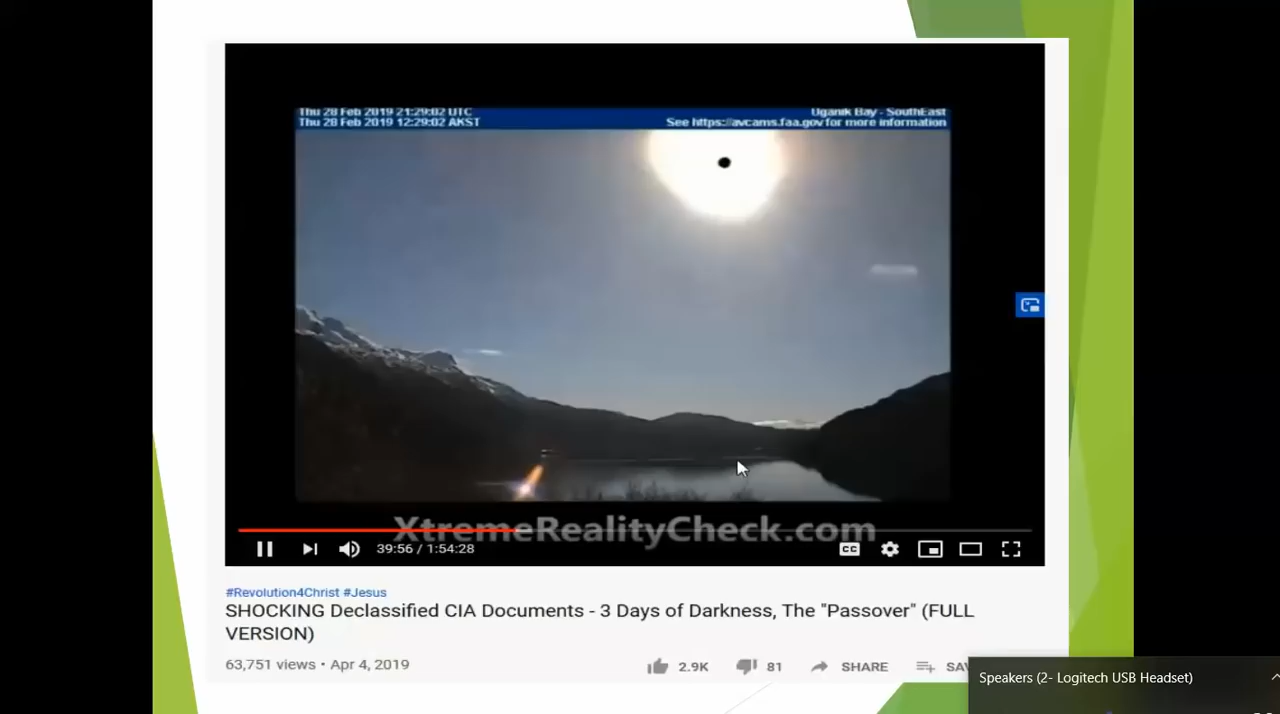 Thu 28 Feb 2019 21:29:02 UTC
Uganik Bay - SouthEast
Thu 28 Feb 2019 12:29:02 AKST
See https://avcams.faa.gov for more information
XtremeRealityCheck.com
39:56 / 1:54:28
CC
#Revolution4Christ #Jesus
SHOCKING Declassified CIA Documents - 3 Days of Darkness, The "Passover" (FULL
VERSION)
63,751 views • Apr 4, 2019
2.9K
81
SHARE
SAV
Speakers (2- Logitech USB Headset)